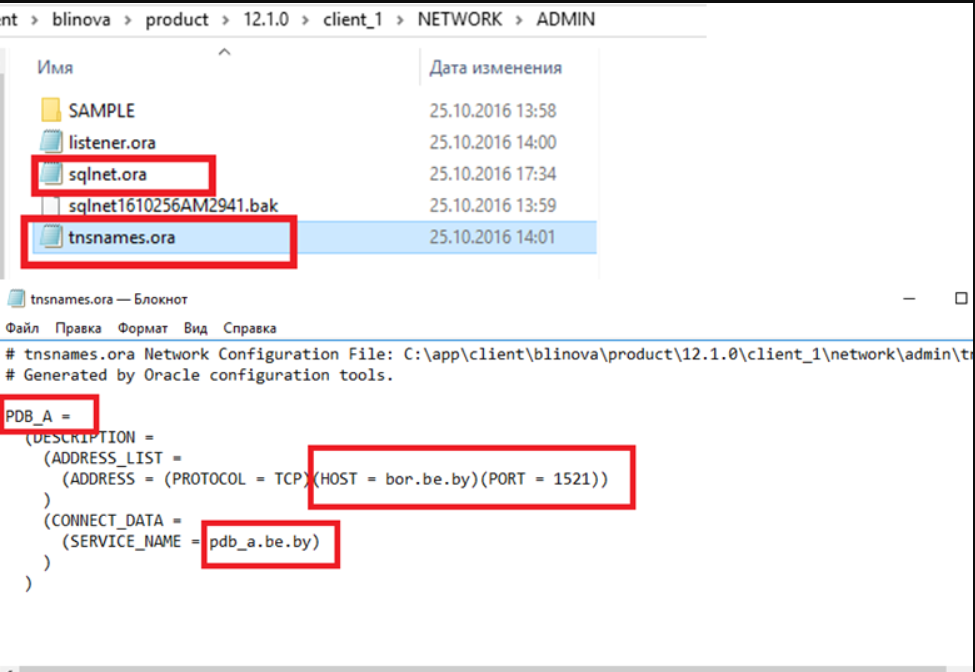 nt > blinova > product > 12.1.0 > client_1 > NETWORK > ADMIN
Имя Дата изменения
SAMPLE 25.10.2016 13:58
listener.ora 25.10.2016 14:00
sqlnet.ora 25.10.2016 17:34
sqlnet1610256AM2941.bak 25.10.2016 13:59
tnsnames.ora 25.10.2016 14:01
tnsnames.ora — Блокнот
Файл Правка Формат Вид Справка
# tnsnames.ora Network Configuration File: C:\app\client\blinova\product\12.1.0\client_1\network\admin\tn
# Generated by Oracle configuration tools.
PDB_A =
(DESCRIPTION =
(ADDRESS_LIST =
(ADDRESS = (PROTOCOL = TCP)(HOST = bor.be.by)(PORT = 1521))
)
(CONNECT_DATA =
(SERVICE_NAME = pdb_a.be.by)
)
)